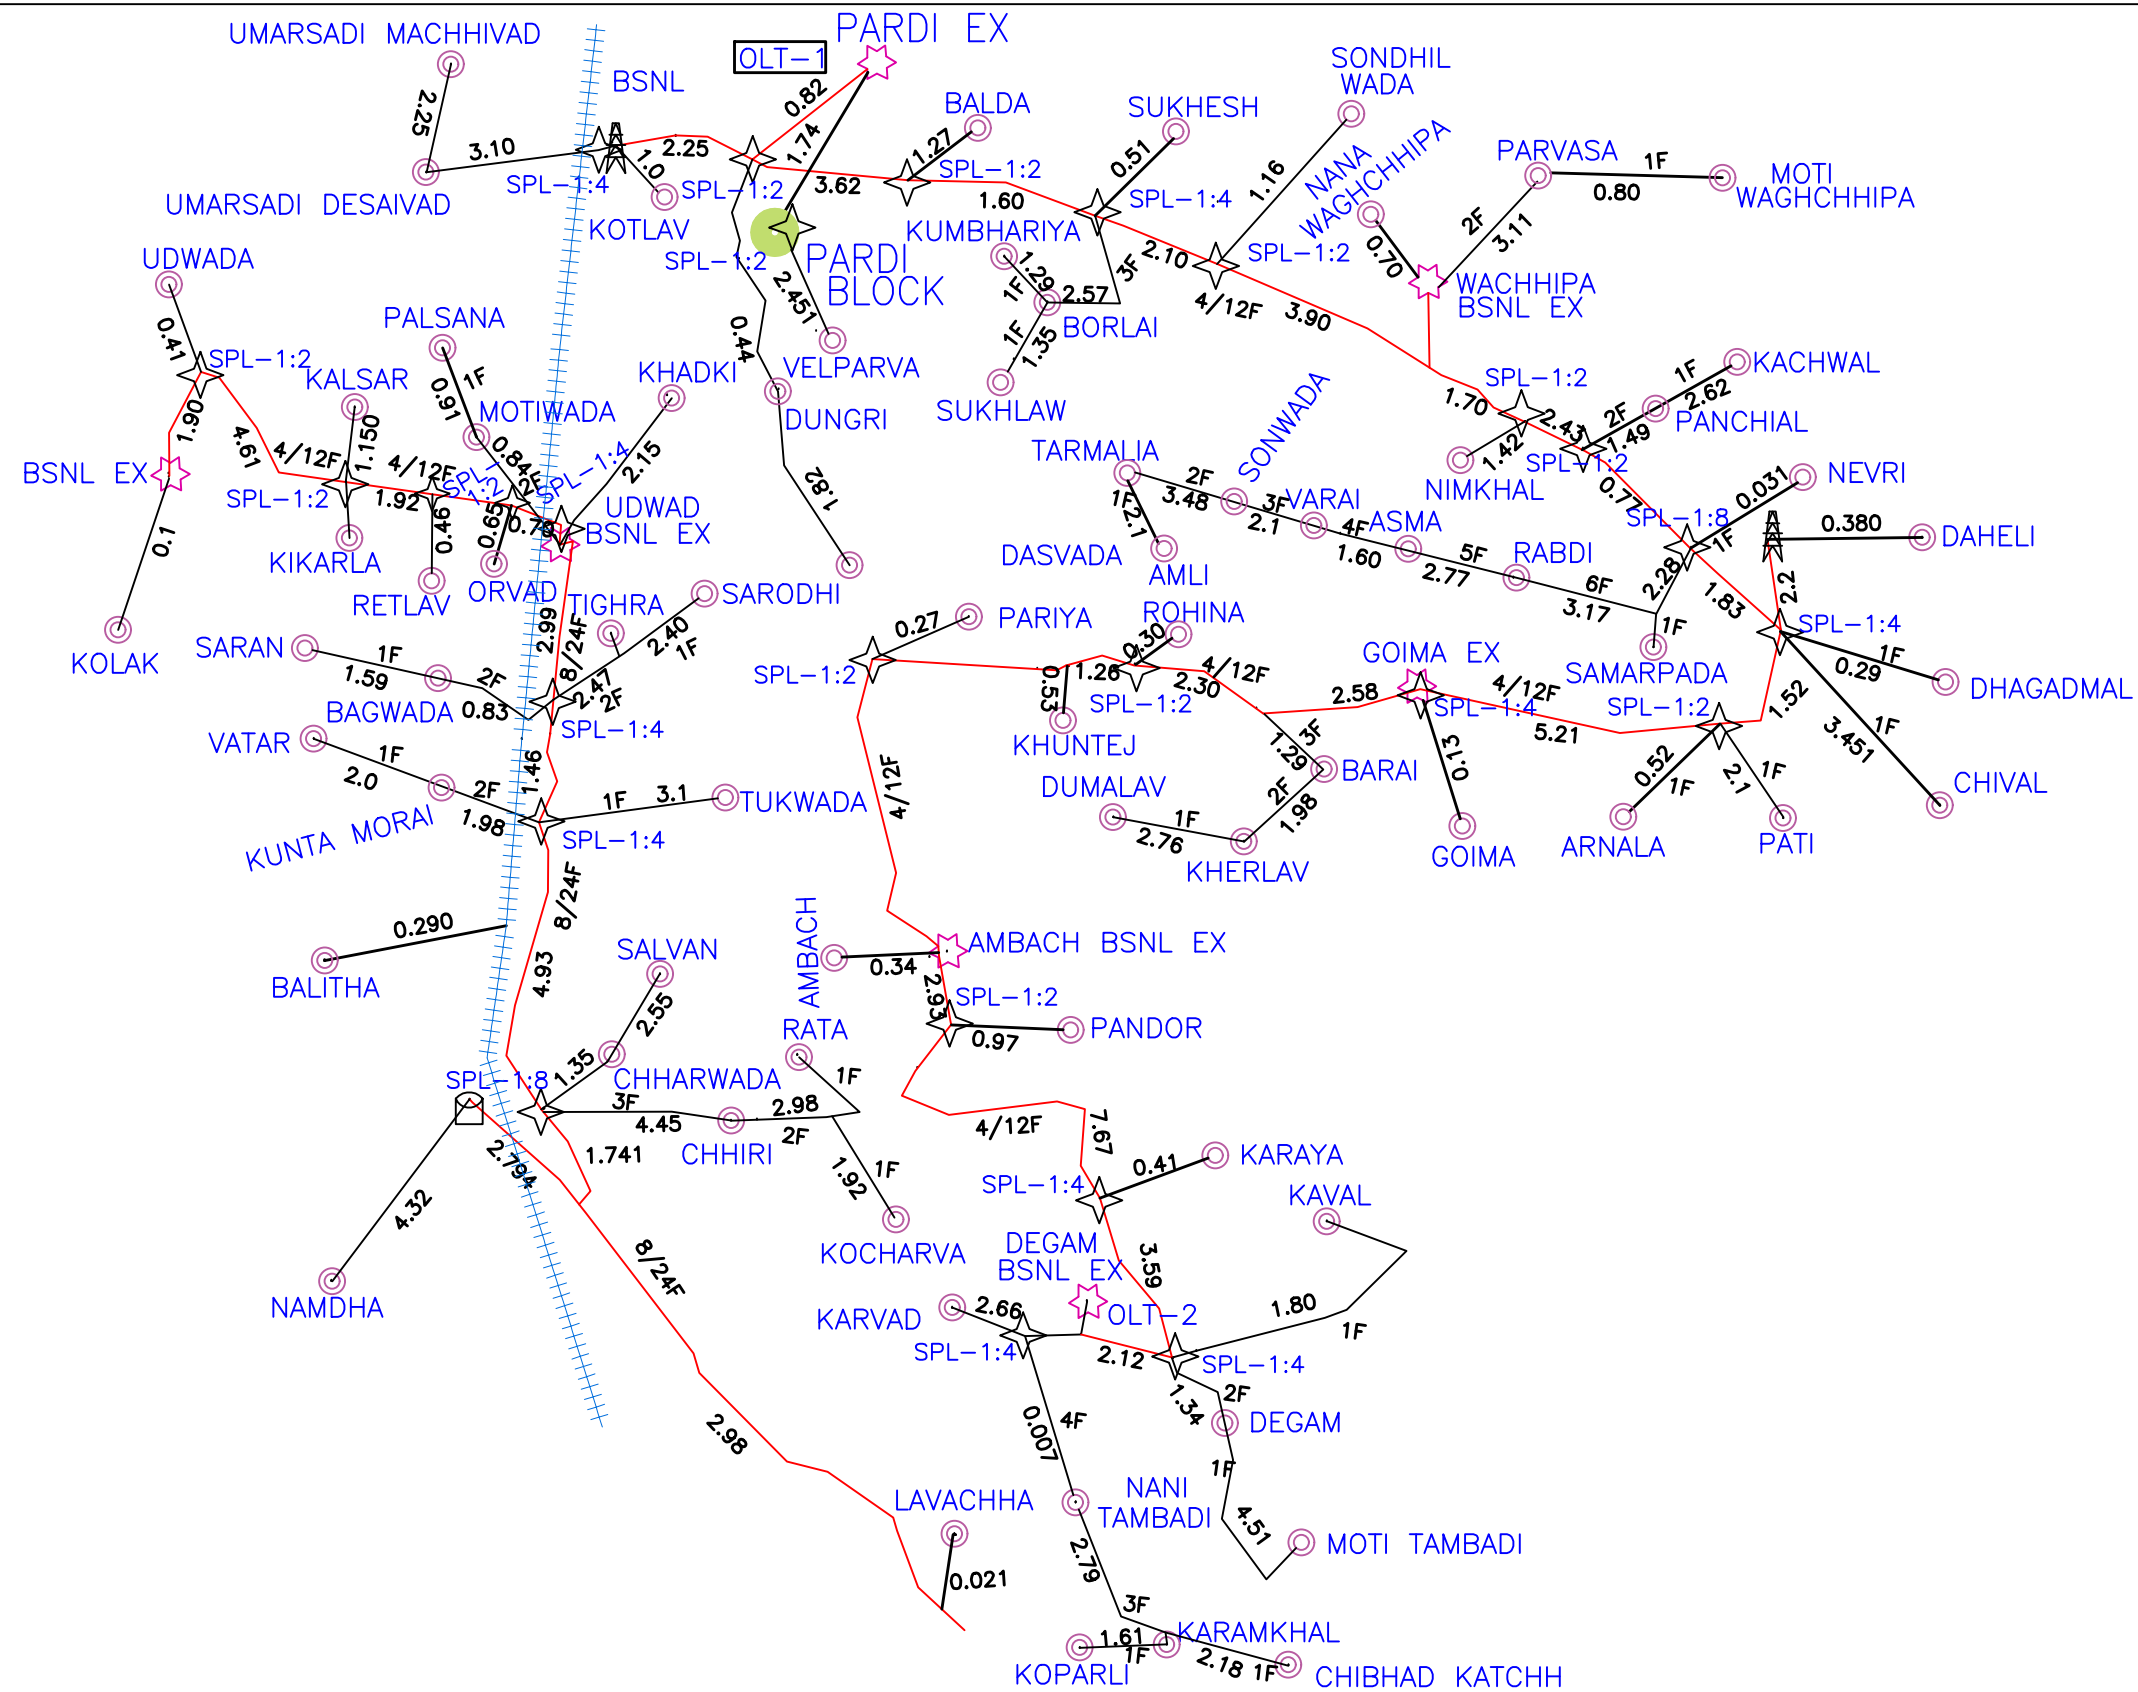 UMARSADI MACHHIVAD
PARDI EX
OLT-1
BSNL
SONDHIL
WADA
2.25
0.82
BALDA
SUKHESH
3.10
2.25
1.74
1.27
0.51
1.0
SPL-1:4
SPL-1:2
3.62
SPL-1:2
1.60
SPL-1:4
1.16
NANA
WAGHCHHIPA
PARVASA
1F
0.80
MOTI
WAGHCHHIPA
UMARSADI DESAIVAD
KOTLAV
KUMBHARIYA
2F
3.11
0.70
UDWADA
SPL-1:2
PARDI
BLOCK
2.10
SPL-1:2
WACHHIPA
BSNL EX
1.29
1F
2.57
3F
4/12F
3.90
PALSANA
0.41
SPL-1:2
2.451
0.44
BORLAI
1F
1.35
KALSAR
KHADKI
VELPARVA
SUKHLAW
SPL-1:2
1F
2.62
KACHWAL
1F
0.91
MOTIWADA
DUNGRI
1.70
2.43
2F
1.49
PANCHIAL
1.90
4.61
4/12F
1.150
4/12F
0.84
2F
SPL-1:4
2.15
TARMALIA
SONWADA
1.42
SPL-1:2
BSNL EX
SPL-1:2
1.92
SPL-1:2
NIMKHAL
0.77
0.031
NEVRI
2F
3.48
3F
2.1
VARAI
4F
1.60
ASMA
1F
2.1
1.82
UDWAD
BSNL EX
0.46
0.65
0.79
SPL-1:8
1F
0.380
DAHELI
0.1
KIKARLA
RETLAV
ORVAD
DASVADA
AMLI
5F
2.77
RABDI
6F
3.17
2.28
1.83
2.2
TIGHRA
SARODHI
KOLAK
SARAN
2.99
8/24F
2.40
1F
0.27
PARIYA
ROHINA
0.30
1F
SAMARPADA
SPL-1:4
1F
0.29
DHAGADMAL
1F
1.59
2F
0.83
BAGWADA
2.47
2F
SPL-1:4
SPL-1:2
0.53
1.26
SPL-1:2
2.30
4/12F
2.58
GOIMA EX
SPL-1:4
4/12F
5.21
SPL-1:2
1.52
3.451
1F
VATAR
1F
2.0
KHUNTEJ
3F
1.29
0.13
0.52
1F
2.1
1F
1.46
2F
1.98
KUNTA MORAI
1F
3.1
TUKWADA
SPL-1:4
4/12F
DUMALAV
BARAI
2F
1.98
1F
2.76
KHERLAV
GOIMA
ARNALA
PATI
CHIVAL
8/24F
0.290
BALITHA
4.93
SALVAN
2.55
AMBACH
0.34
AMBACH BSNL EX
2.93
SPL-1:2
0.97
PANDOR
RATA
SPL-1:8
1.35
CHHARWADA
1F
3F
4.45
2.98
2F
CHHIRI
1.741
4/12F
7.67
2.794
4.32
1.92
1F
KOCHARVA
SPL-1:4
0.41
KARAYA
KAVAL
NAMDHA
8/24F
DEGAM
BSNL EX
3.59
OLT-2
KARVAD
2.66
SPL-1:4
2.12
SPL-1:4
1.80
1F
1.34
2F
DEGAM
2.98
0.007
4F
1F
4.51
NANI
TAMBADI
LAVACHHA
MOTI TAMBADI
2.79
0.021
3F
1.61
1F
KARAMKHAL
KOPARLI
2.18
1F
CHIBHAD KATCHH